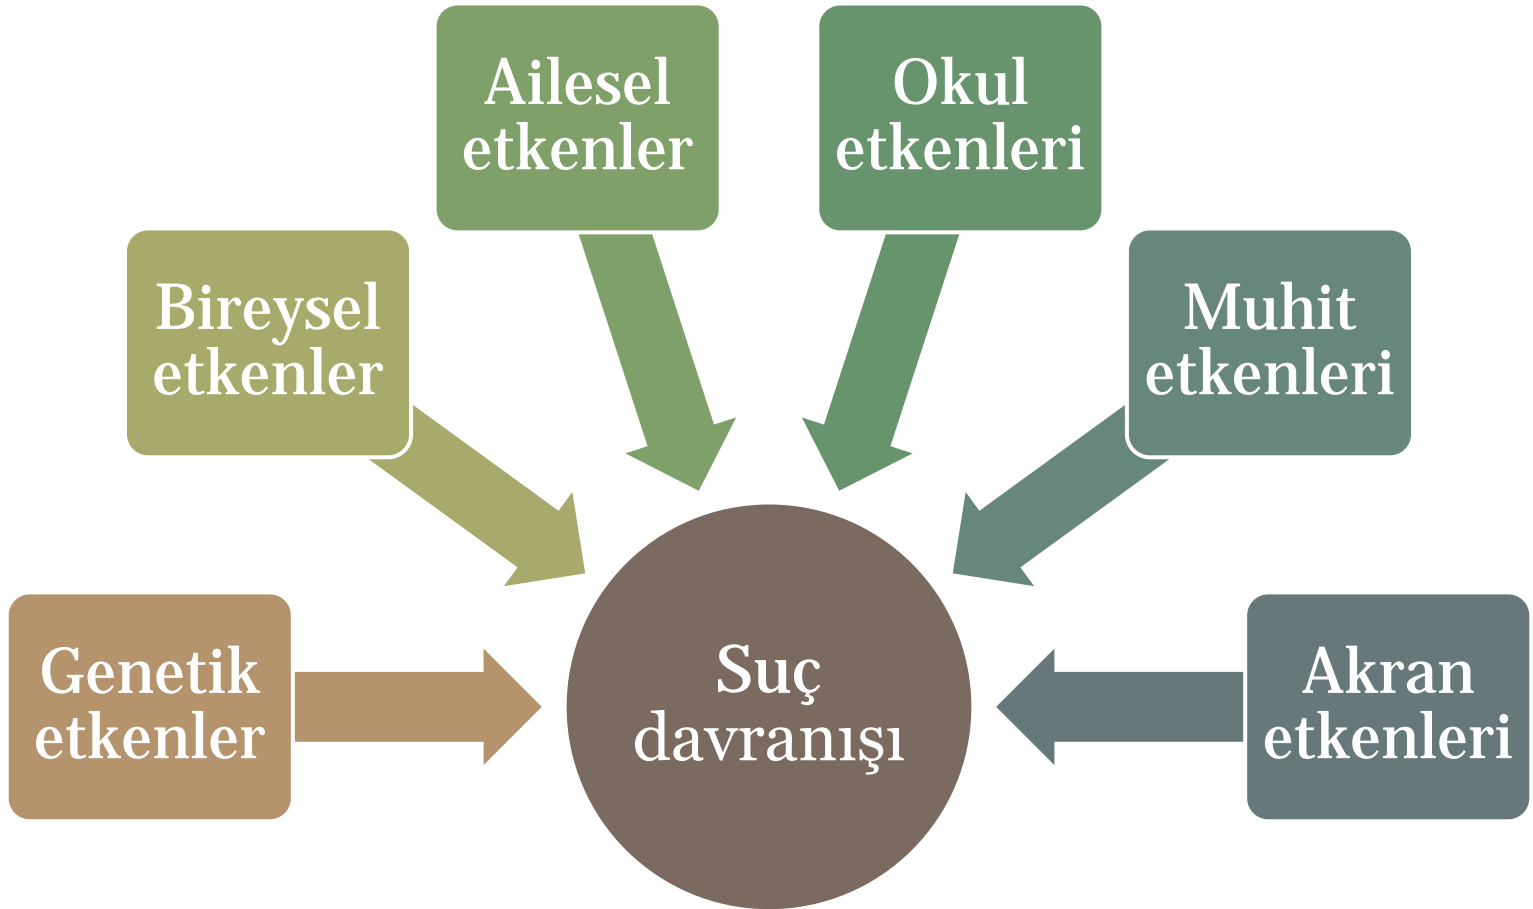 Ailesel
etkenler
Okul
etkenleri
Bireysel
etkenler
Muhit
etkenleri
Genetik
etkenler
Suç
davranışı
Akran
etkenleri